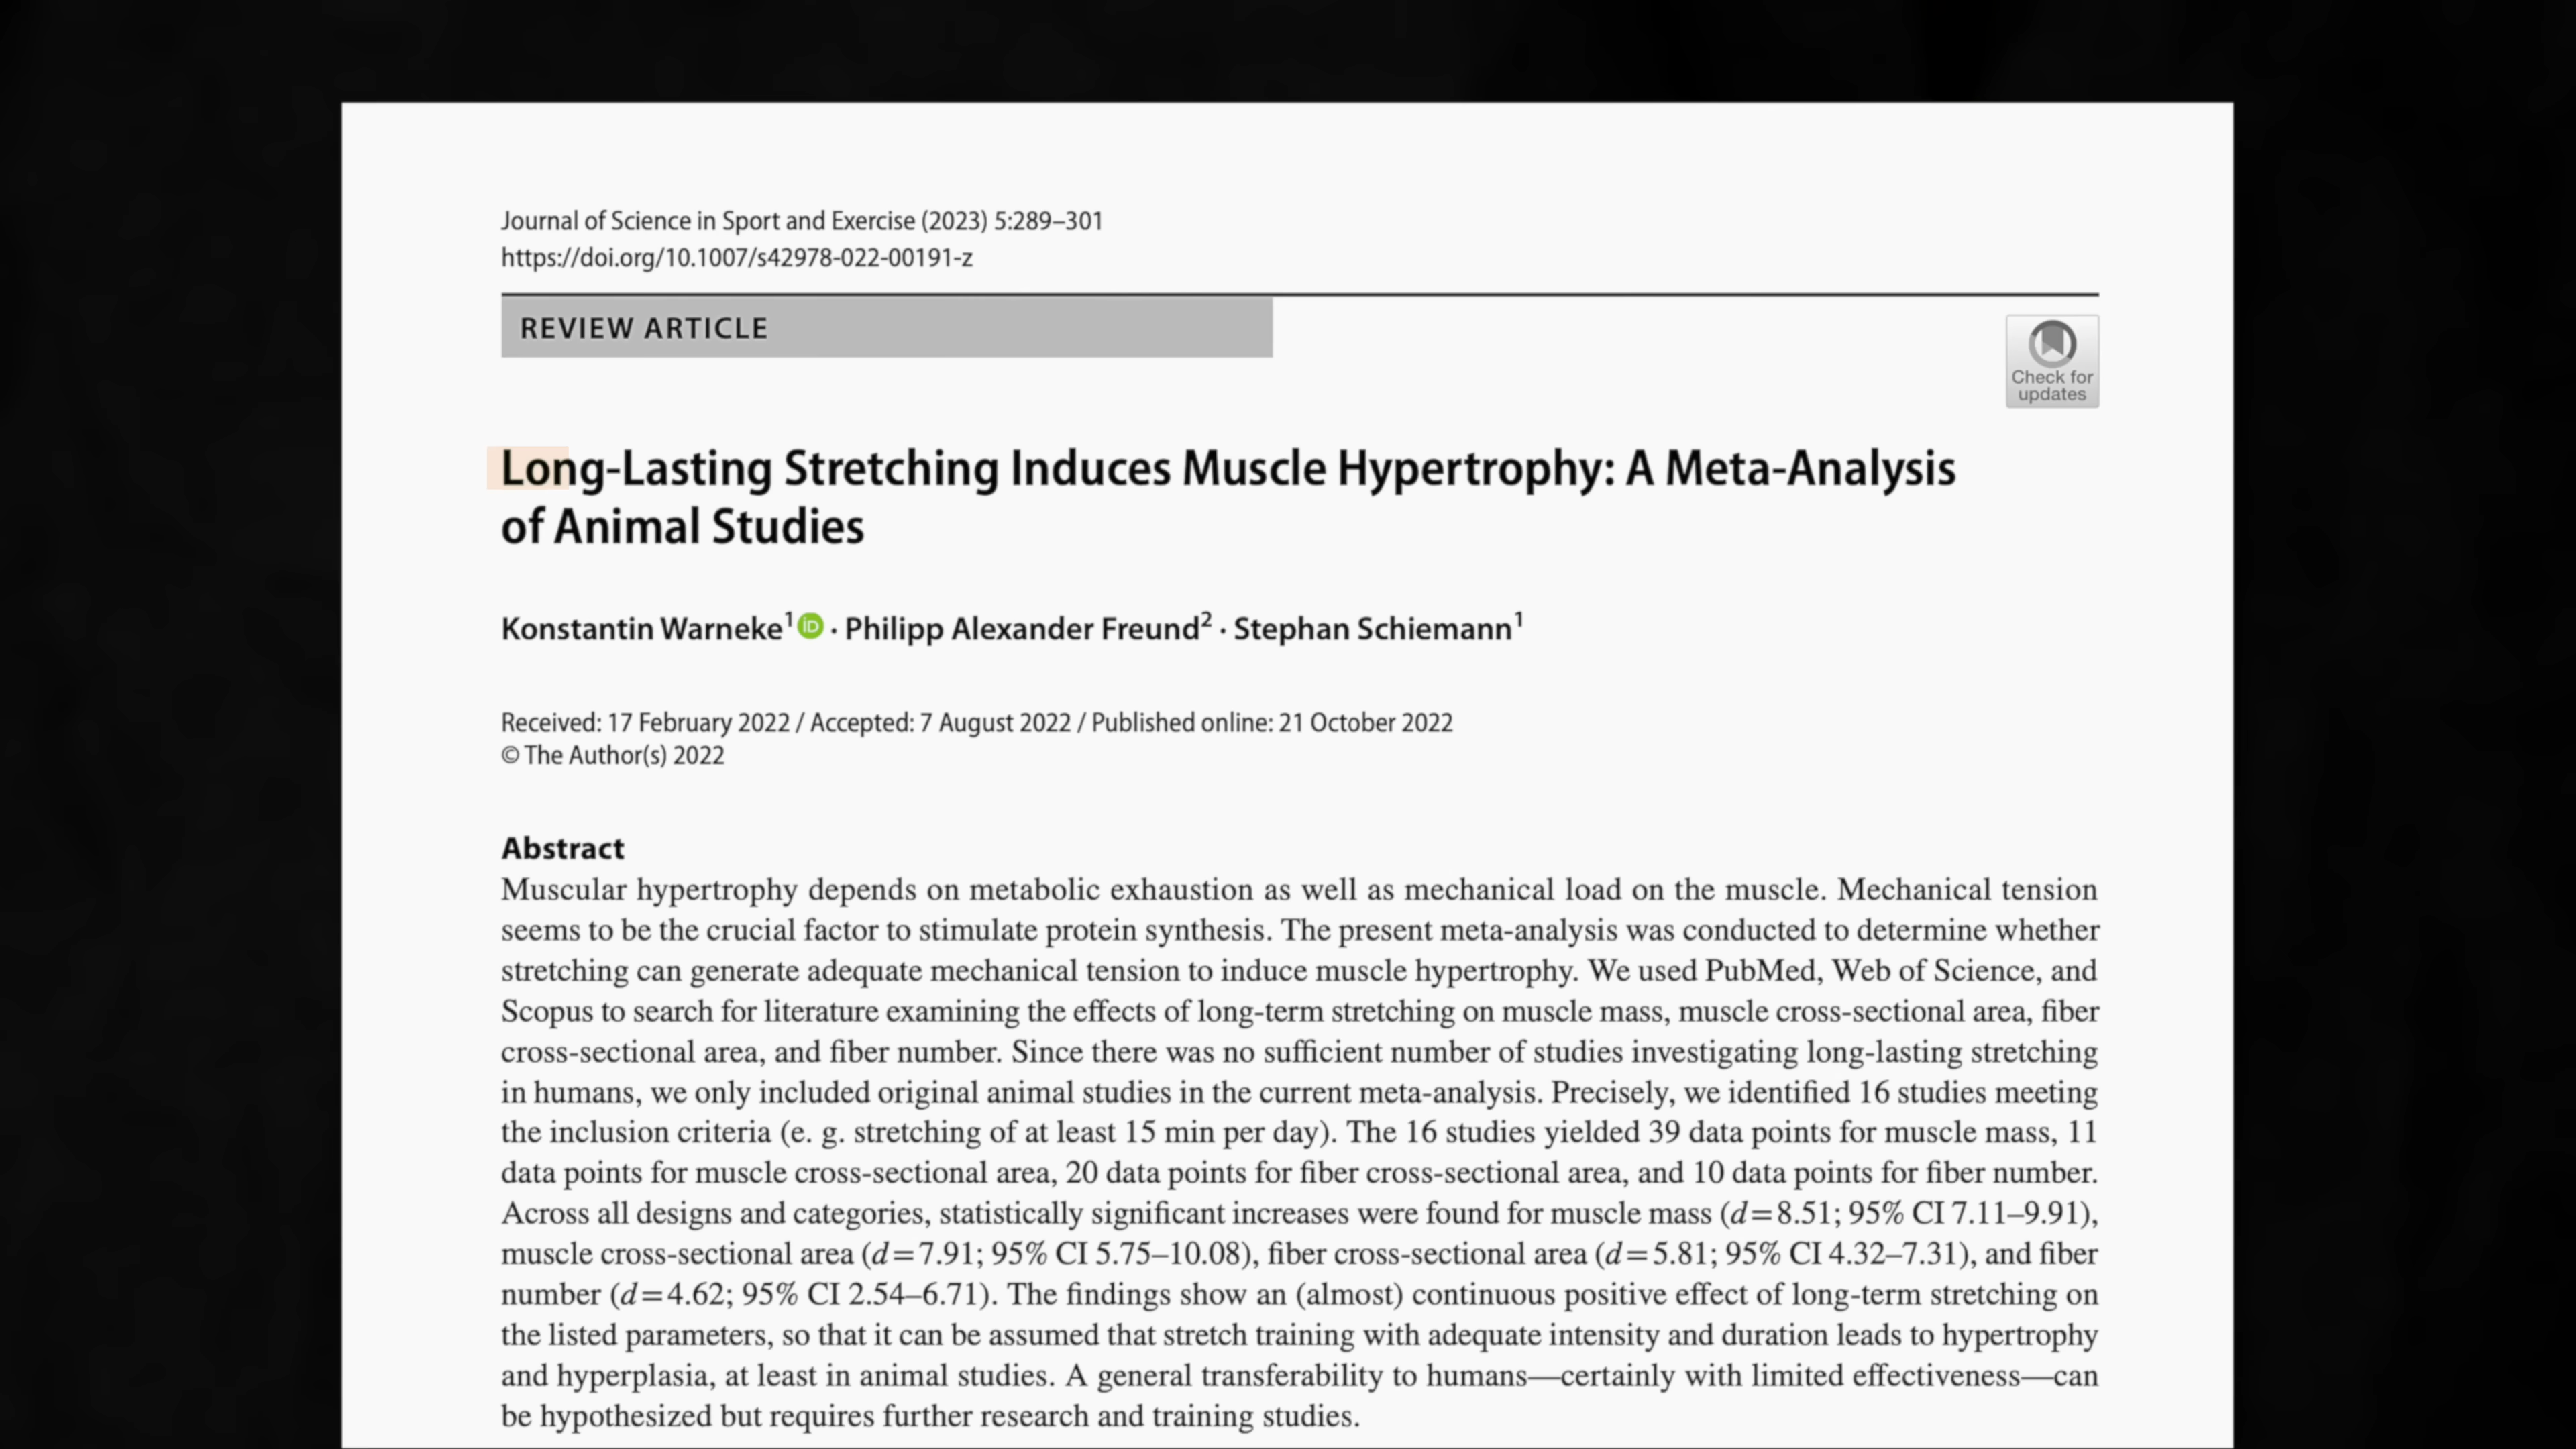 Journal of Science in Sport and Exercise (2023) 5:289–301
https://doi.org/10.1007/s42978-022-00191-z
REVIEW ARTICLE
Check for
updates
Long-Lasting Stretching Induces Muscle Hypertrophy: A Meta-Analysis
of Animal Studies
Konstantin Warneke1 iD · Philipp Alexander Freund2 · Stephan Schiemann1
Received: 17 February 2022 / Accepted: 7 August 2022 / Published online: 21 October 2022
© The Author(s) 2022
Abstract
Muscular hypertrophy depends on metabolic exhaustion as well as mechanical load on the muscle. Mechanical tension
seems to be the crucial factor to stimulate protein synthesis. The present meta-analysis was conducted to determine whether
stretching can generate adequate mechanical tension to induce muscle hypertrophy. We used PubMed, Web of Science, and
Scopus to search for literature examining the effects of long-term stretching on muscle mass, muscle cross-sectional area, fiber
cross-sectional area, and fiber number. Since there was no sufficient number of studies investigating long-lasting stretching
in humans, we only included original animal studies in the current meta-analysis. Precisely, we identified 16 studies meeting
the inclusion criteria (e. g. stretching of at least 15 min per day). The 16 studies yielded 39 data points for muscle mass, 11
data points for muscle cross-sectional area, 20 data points for fiber cross-sectional area, and 10 data points for fiber number.
Across all designs and categories, statistically significant increases were found for muscle mass (d=8.51; 95% CI 7.11–9.91),
muscle cross-sectional area (d=7.91; 95% CI 5.75–10.08), fiber cross-sectional area (d=5.81; 95% CI 4.32–7.31), and fiber
number (d=4.62; 95% CI 2.54–6.71). The findings show an (almost) continuous positive effect of long-term stretching on
the listed parameters, so that it can be assumed that stretch training with adequate intensity and duration leads to hypertrophy
and hyperplasia, at least in animal studies. A general transferability to humans—certainly with limited effectiveness—can
be hypothesized but requires further research and training studies.